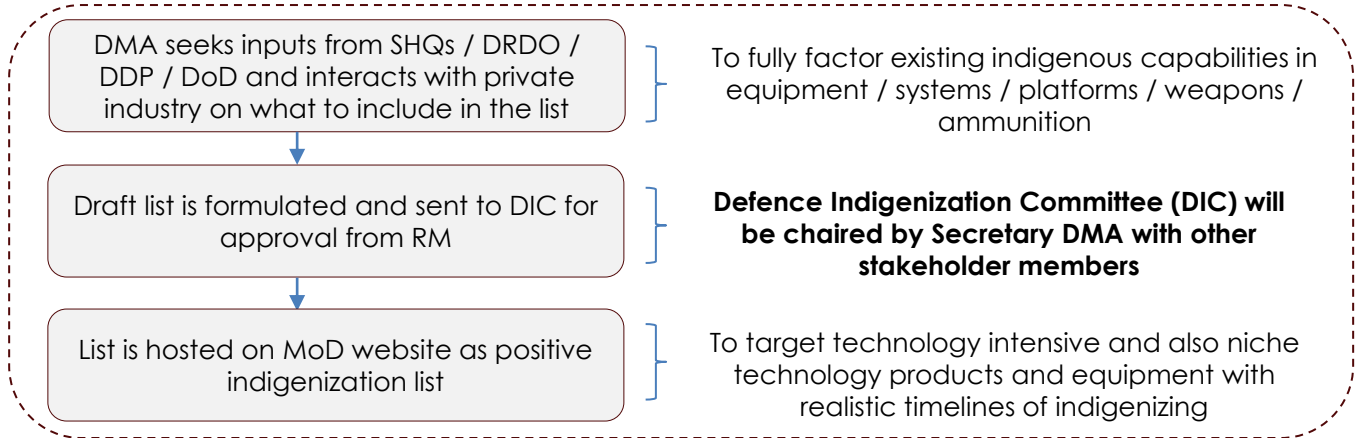 DMA seeks inputs from SHQs / DRDO /
DDP / DoD and interacts with private
industry on what to include in the list
To fully factor existing indigenous capabilities in
equipment / systems / platforms / weapons /
ammunition
Draft list is formulated and sent to DIC for
approval from RM
Defence Indigenization Committee (DIC) will
be chaired by Secretary DMA with other
stakeholder members
List is hosted on MoD website as positive
indigenization list
To target technology intensive and also niche
technology products and equipment with
realistic timelines of indigenizing